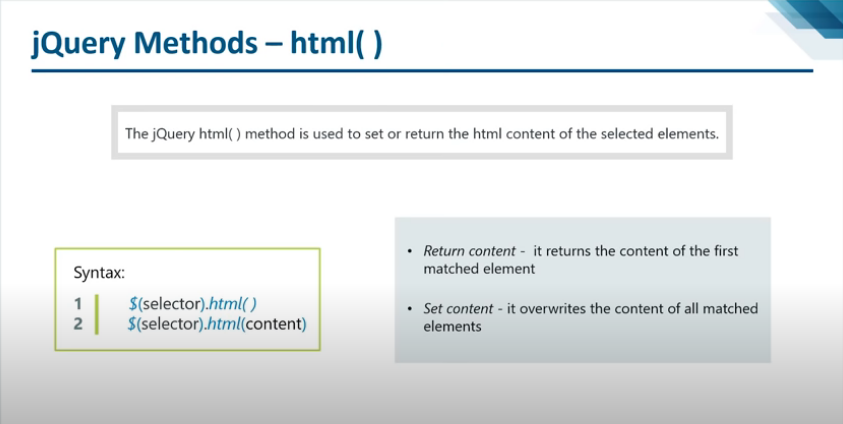 jQuery Methods – html( )
The jQuery html( ) method is used to set or return the html content of the selected elements.
Syntax:
1 $(selector).html( )
2 $(selector).html(content)
• Return content - it returns the content of the first
matched element
• Set content - it overwrites the content of all matched
elements